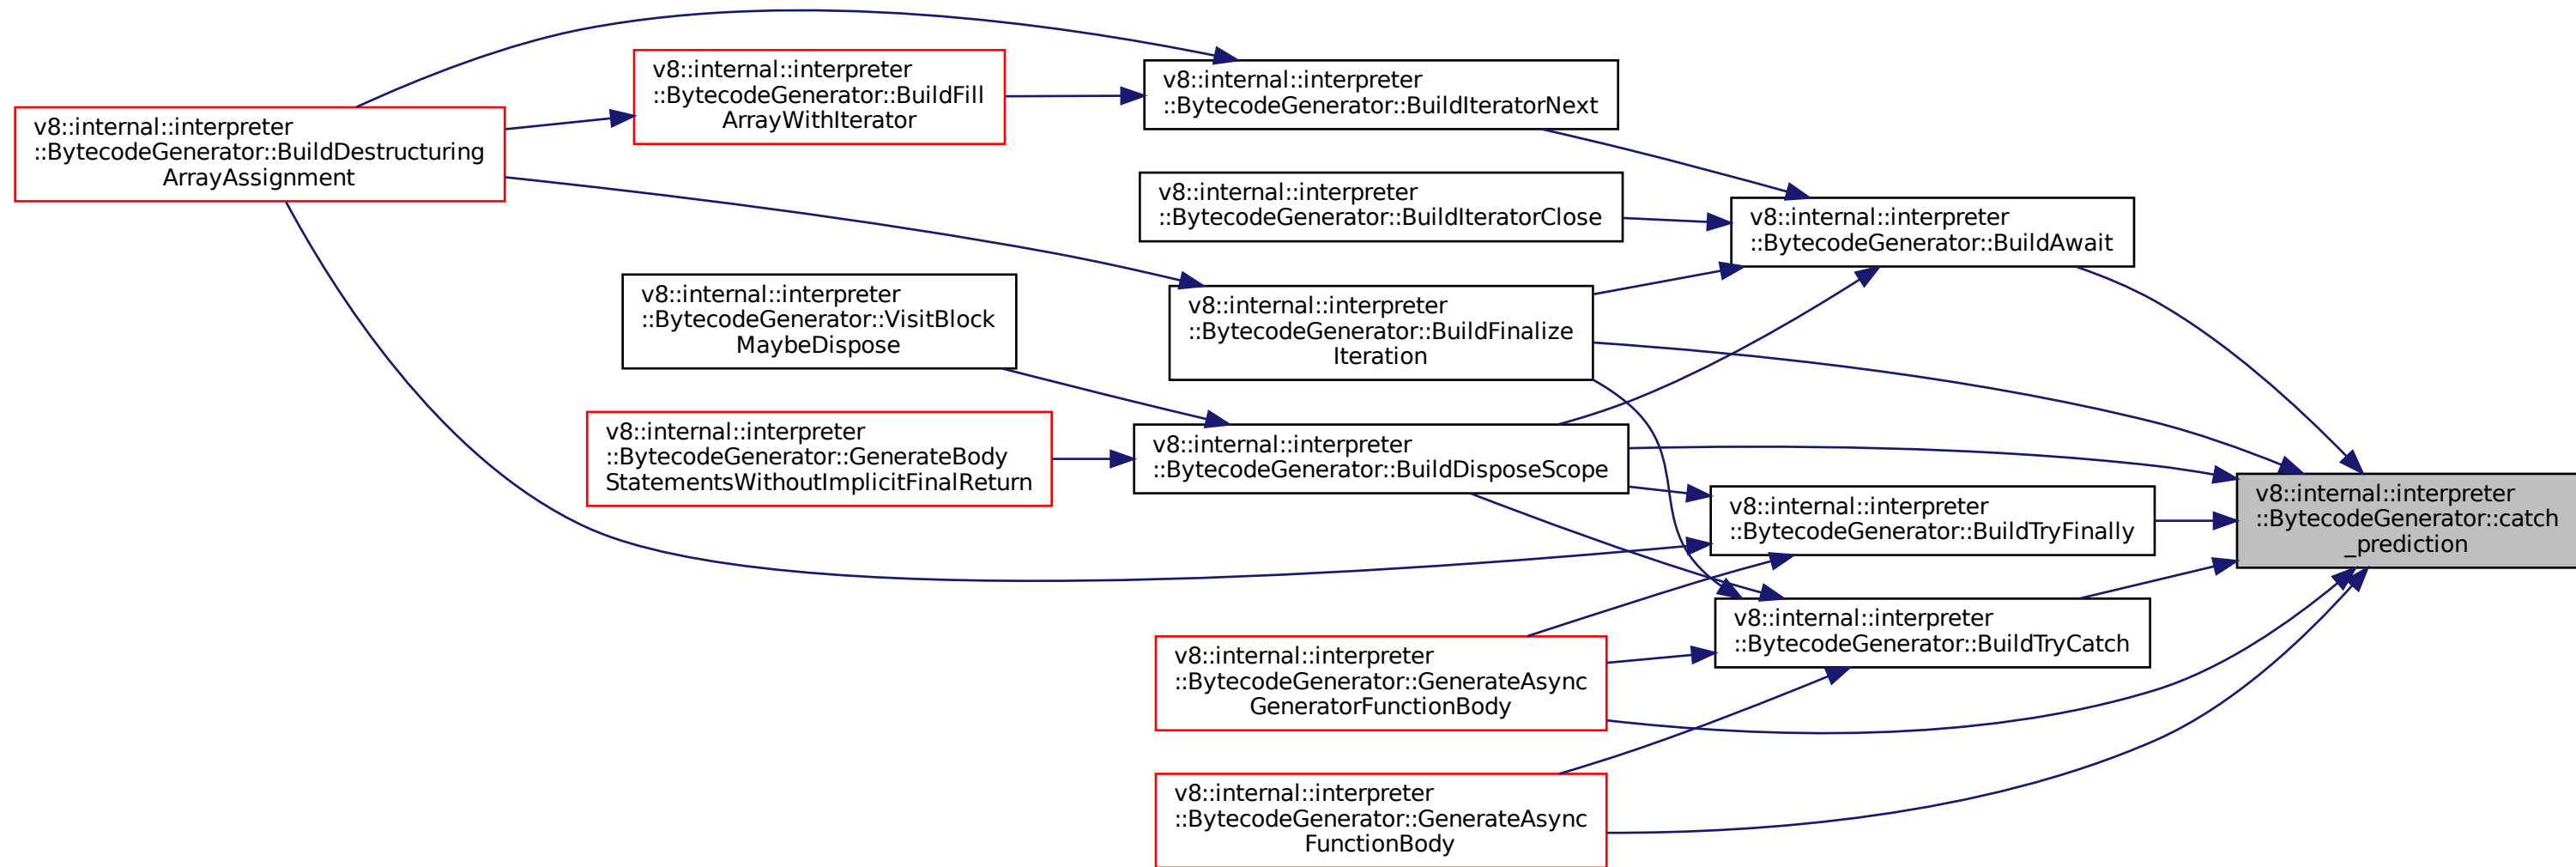 v8::internal::interpreter
::BytecodeGenerator::BuildDestructuring
ArrayAssignment
v8::internal::interpreter
::BytecodeGenerator::BuildFill
ArrayWithIterator
v8::internal::interpreter
::BytecodeGenerator::BuildIteratorNext
v8::internal::interpreter
::BytecodeGenerator::BuildIteratorClose
v8::internal::interpreter
::BytecodeGenerator::BuildAwait
v8::internal::interpreter
::BytecodeGenerator::VisitBlock
MaybeDispose
v8::internal::interpreter
::BytecodeGenerator::BuildFinalize
Iteration
v8::internal::interpreter
::BytecodeGenerator::GenerateBody
StatementsWithoutImplicitFinalReturn
v8::internal::interpreter
::BytecodeGenerator::BuildDisposeScope
v8::internal::interpreter
::BytecodeGenerator::BuildTryFinally
v8::internal::interpreter
::BytecodeGenerator::catch
_prediction
v8::internal::interpreter
::BytecodeGenerator::BuildTryCatch
v8::internal::interpreter
::BytecodeGenerator::GenerateAsync
GeneratorFunctionBody
v8::internal::interpreter
::BytecodeGenerator::GenerateAsync
FunctionBody